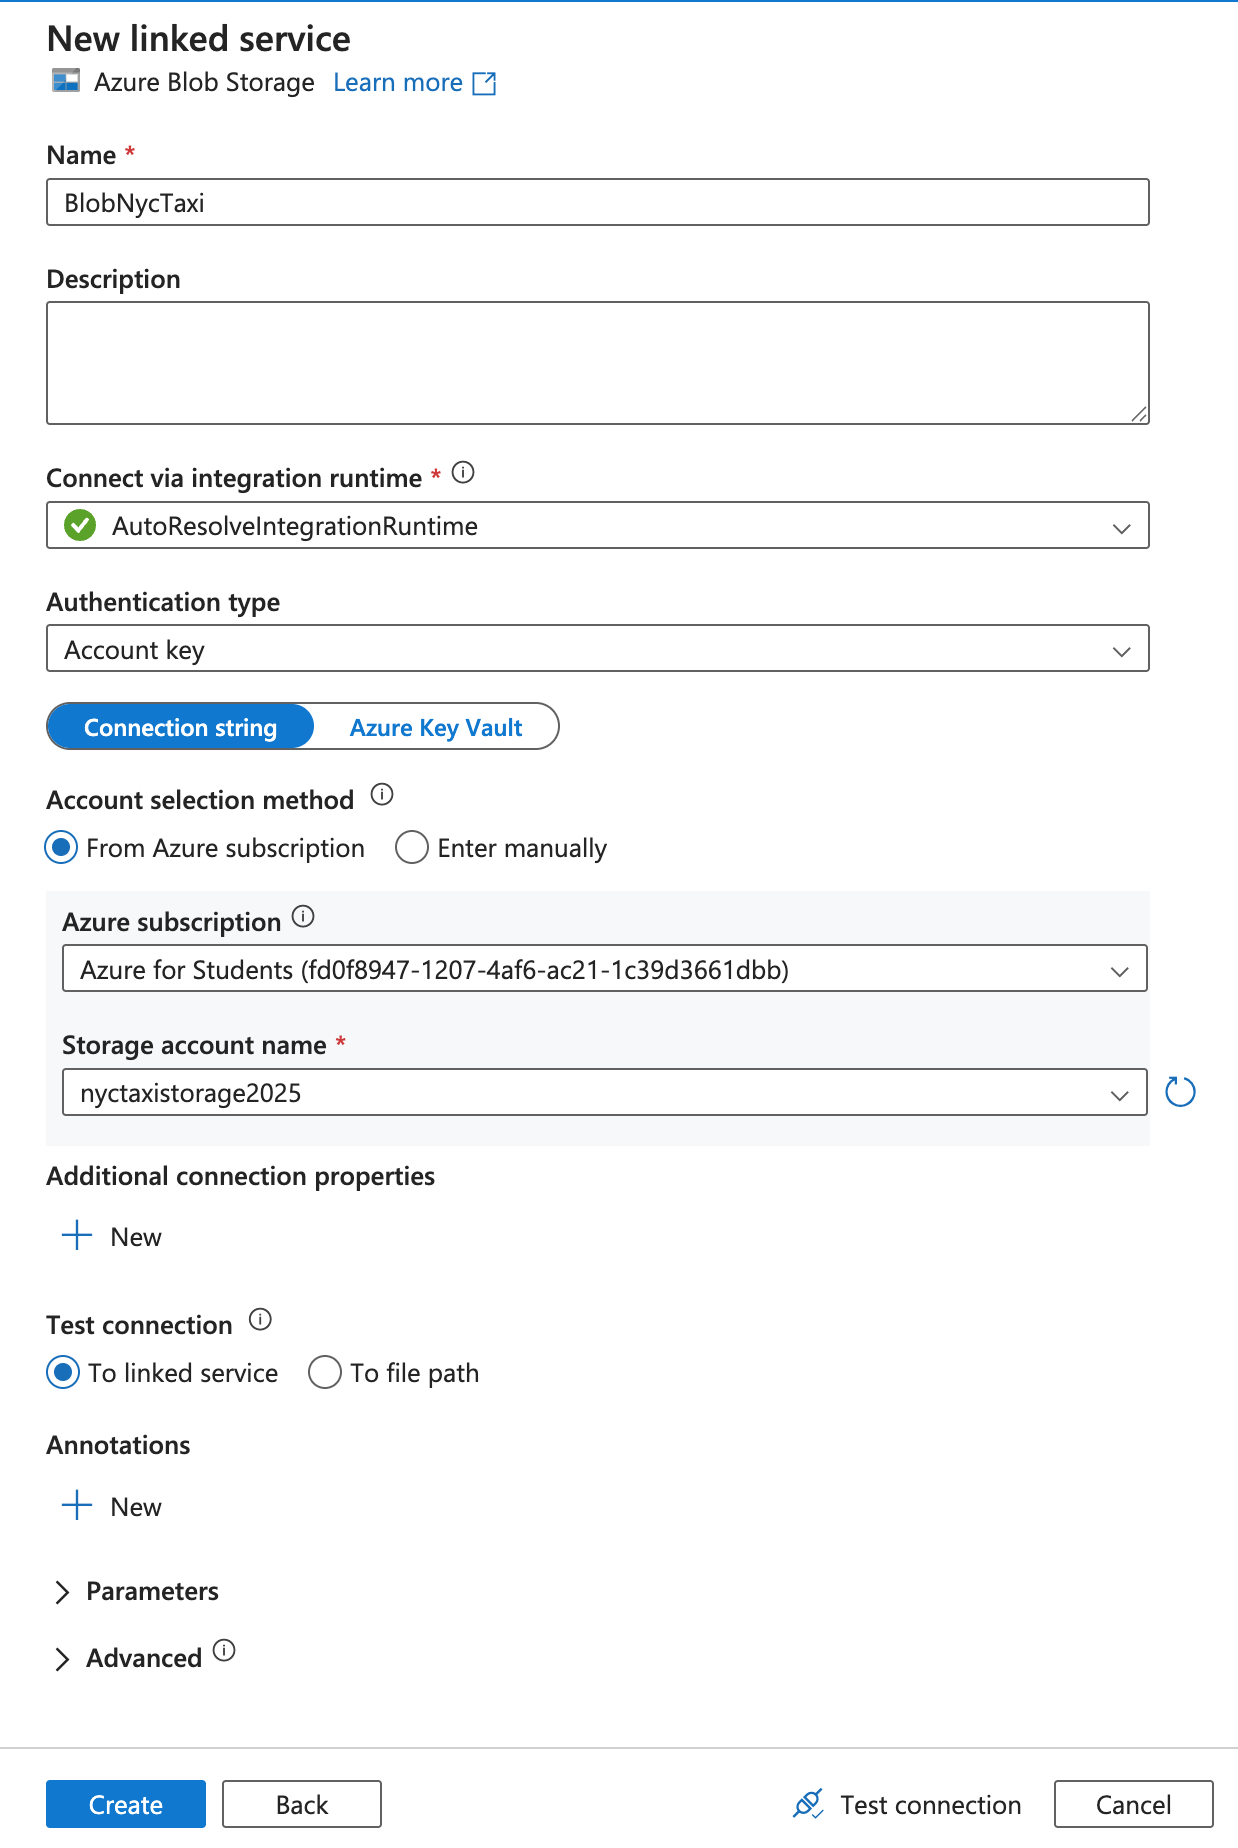 New linked service
Azure Blob Storage Learn more
Name *
BlobNycTaxi
Description
Connect via integration runtime *
AutoResolveIntegrationRuntime
Authentication type
Account key
Connection string Azure Key Vault
Account selection method
From Azure subscription Enter manually
Azure subscription
Azure for Students (fd0f8947-1207-4af6-ac21-1c39d3661dbb)
Storage account name *
nyctaxistorage2025
Additional connection properties
New
Test connection
To linked service To file path
Annotations
New
Parameters
Advanced
Create Back Test connection Cancel